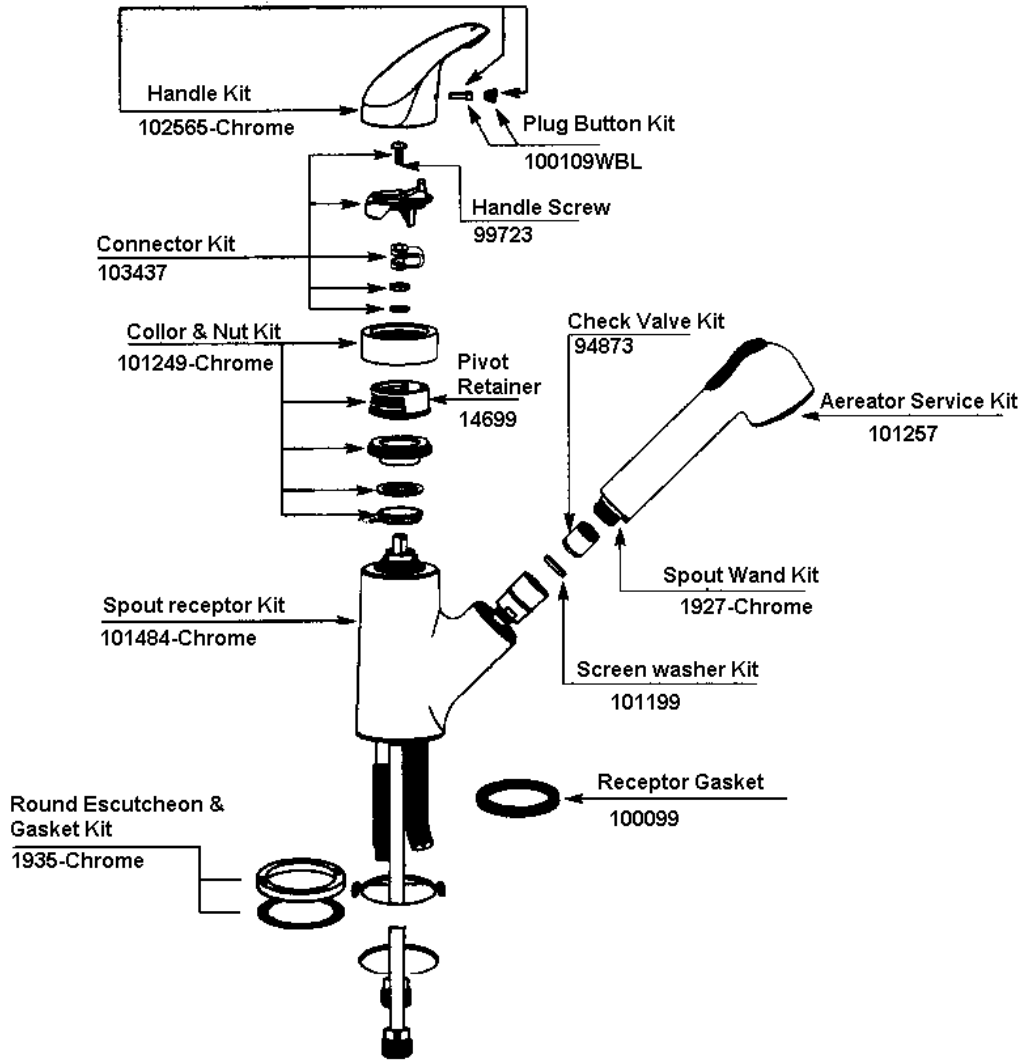 Handle Kit
102565-Chrome
Plug Button Kit
100109WBL
Handle Screw
99723
Connector Kit
103437
Collor & Nut Kit
101249-Chrome
Pivot
Retainer
14699
Check Valve Kit
94873
Aereator Service Kit
101257
Spout Wand Kit
1927-Chrome
Spout receptor Kit
101484-Chrome
Screen washer Kit
101199
Receptor Gasket
100099
Round Escutcheon &
Gasket Kit
1935-Chrome